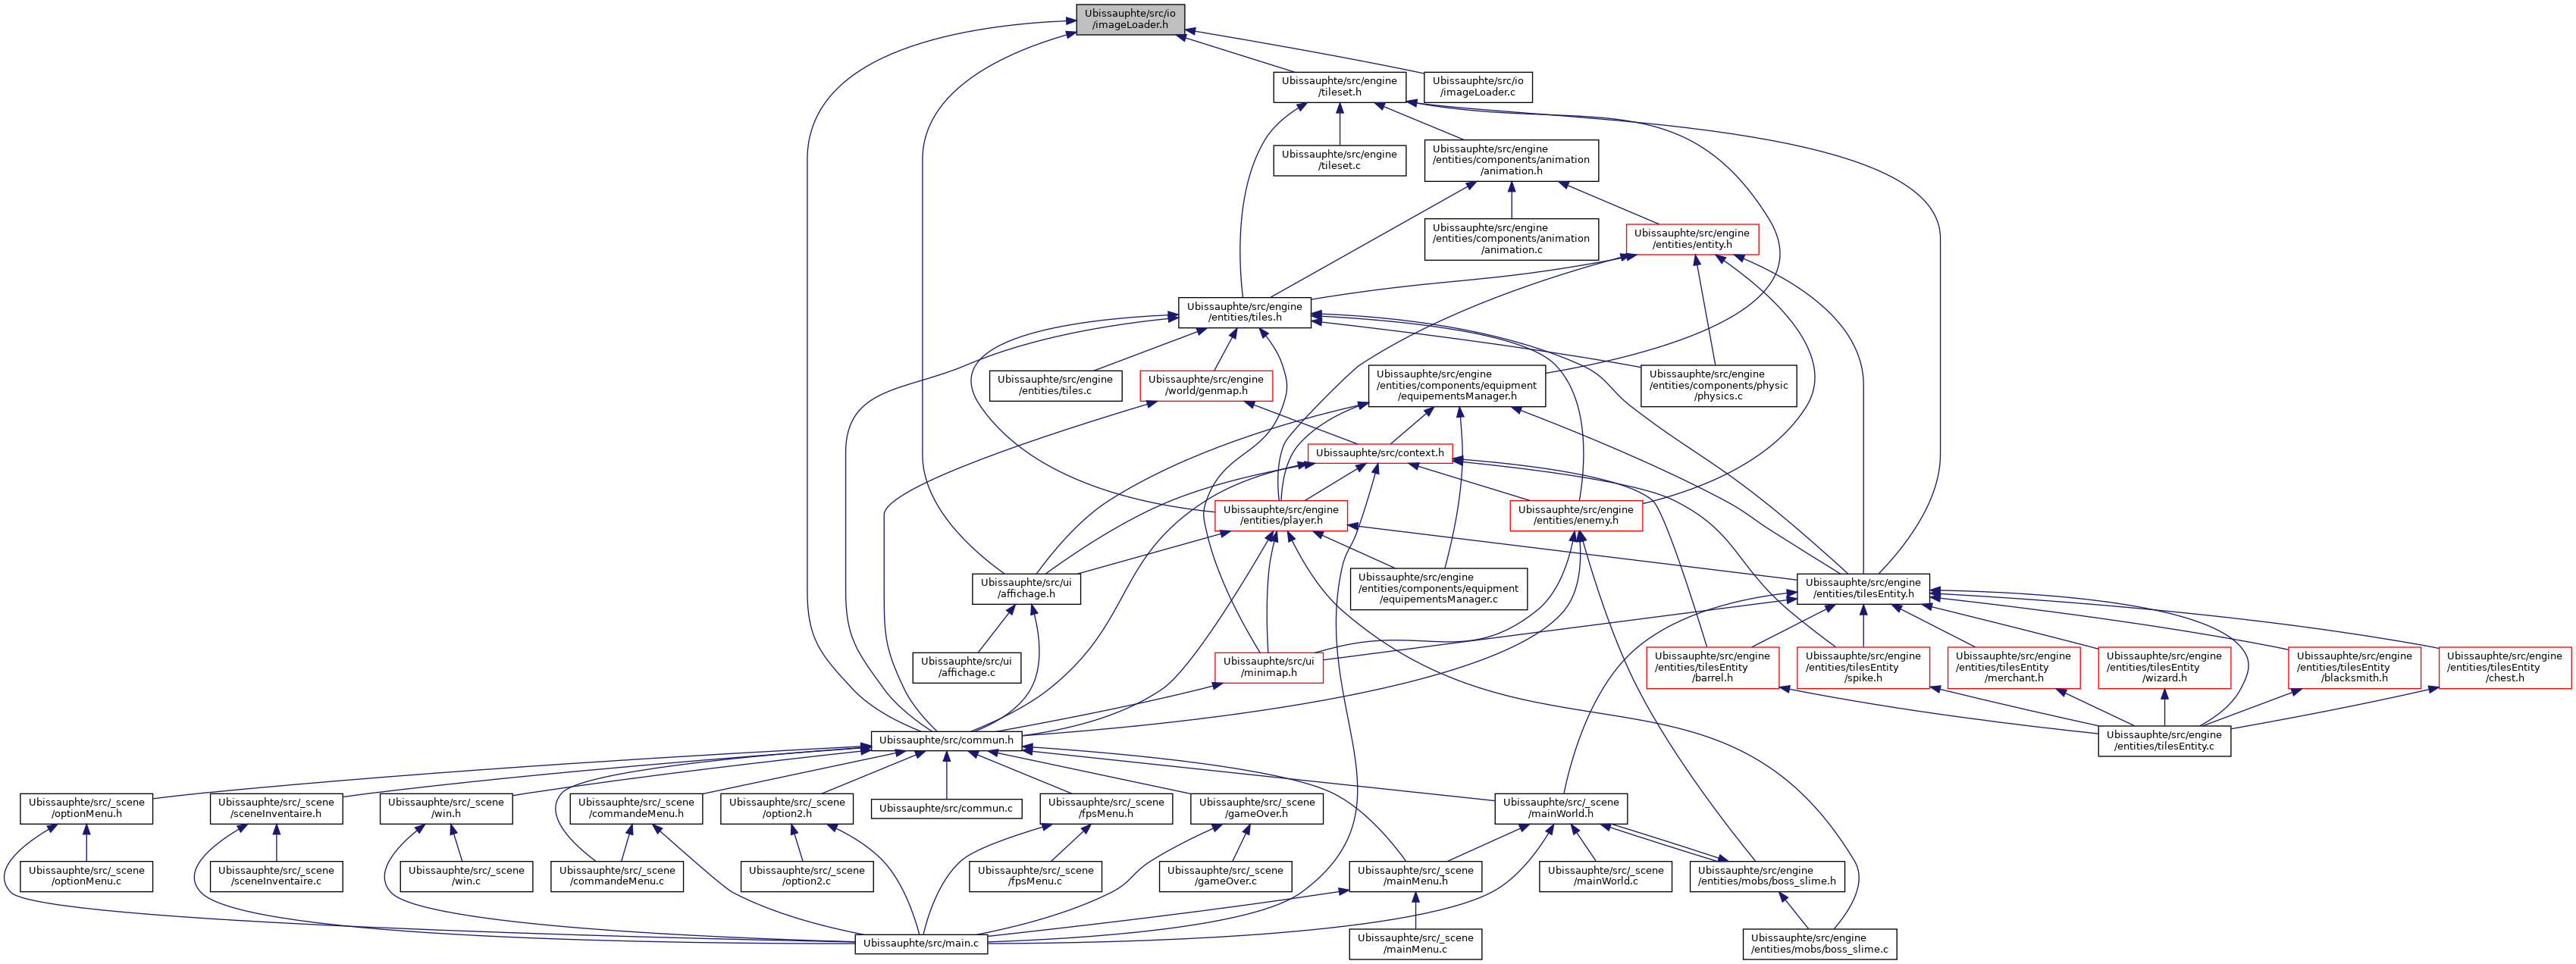 Ubissauphte/src/io
/imageLoader.h
Ubissauphte/src/engine
/tileset.h
Ubissauphte/src/io
/imageLoader.c
Ubissauphte/src/engine
/tileset.c
Ubissauphte/src/engine
/entities/components/animation
/animation.h
Ubissauphte/src/engine
/entities/components/animation
/animation.c
Ubissauphte/src/engine
/entities/entity.h
Ubissauphte/src/engine
/entities/tiles.h
Ubissauphte/src/engine
/entities/tiles.c
Ubissauphte/src/engine
/world/genmap.h
Ubissauphte/src/engine
/entities/components/equipment
/equipementsManager.h
Ubissauphte/src/engine
/entities/components/physic
/physics.c
Ubissauphte/src/context.h
Ubissauphte/src/engine
/entities/player.h
Ubissauphte/src/engine
/entities/enemy.h
Ubissauphte/src/ui
/affichage.h
Ubissauphte/src/engine
/entities/components/equipment
/equipementsManager.c
Ubissauphte/src/engine
/entities/tilesEntity.h
Ubissauphte/src/ui
/affichage.c
Ubissauphte/src/ui
/minimap.h
Ubissauphte/src/engine
/entities/tilesEntity
/barrel.h
Ubissauphte/src/engine
/entities/tilesEntity
/spike.h
Ubissauphte/src/engine
/entities/tilesEntity
/merchant.h
Ubissauphte/src/engine
/entities/tilesEntity
/wizard.h
Ubissauphte/src/engine
/entities/tilesEntity
/blacksmith.h
Ubissauphte/src/engine
/entities/tilesEntity
/chest.h
Ubissauphte/src/commun.h
Ubissauphte/src/engine
/entities/tilesEntity.c
Ubissauphte/src/_scene
/optionMenu.h
Ubissauphte/src/_scene
/sceneInventaire.h
Ubissauphte/src/_scene
/win.h
Ubissauphte/src/_scene
/commandeMenu.h
Ubissauphte/src/_scene
/option2.h
Ubissauphte/src/commun.c
Ubissauphte/src/_scene
/fpsMenu.h
Ubissauphte/src/_scene
/gameOver.h
Ubissauphte/src/_scene
/mainWorld.h
Ubissauphte/src/_scene
/optionMenu.c
Ubissauphte/src/_scene
/sceneInventaire.c
Ubissauphte/src/_scene
/win.c
Ubissauphte/src/_scene
/commandeMenu.c
Ubissauphte/src/_scene
/option2.c
Ubissauphte/src/_scene
/fpsMenu.c
Ubissauphte/src/_scene
/gameOver.c
Ubissauphte/src/_scene
/mainMenu.h
Ubissauphte/src/_scene
/mainWorld.c
Ubissauphte/src/engine
/entities/mobs/boss_slime.h
Ubissauphte/src/main.c
Ubissauphte/src/_scene
/mainMenu.c
Ubissauphte/src/engine
/entities/mobs/boss_slime.c